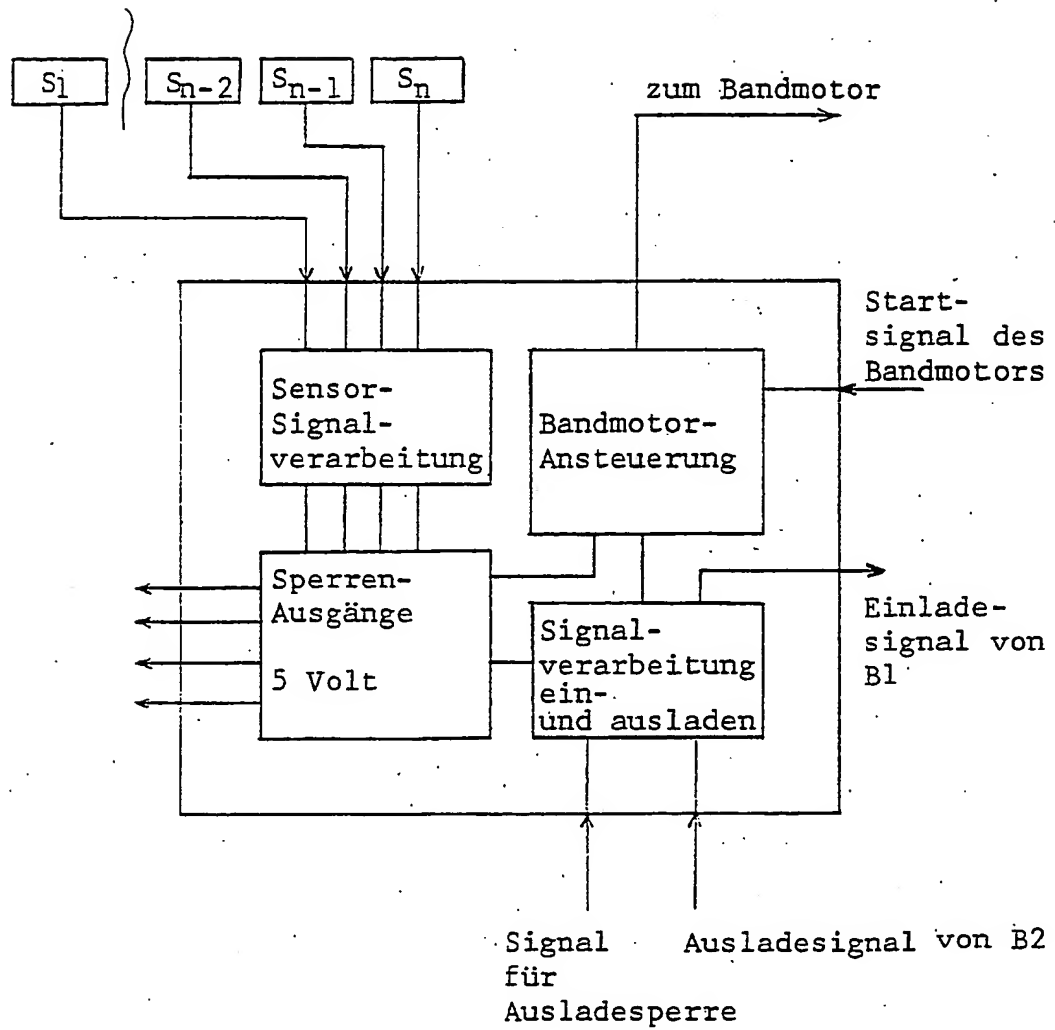 S1 Sn-2 Sn-1 Sn
zum Bandmotor
Start-
signal des
Bandmotors
Sensor-
Signal-
verarbeitung
Bandmotor-
Ansteuerung
Sperren-
Ausgänge
5 Volt
Signal-
verarbeitung
ein-
und ausladen
Einlade-
signal von
B1
Signal
für
Ausladesperre
Ausladesignal von B2